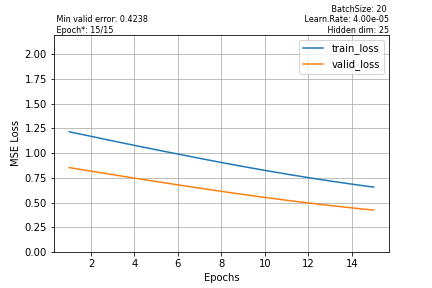 BatchSize: 20
Min valid error: 0.4238
Learn.Rate: 4.00e-05
Epoch*: 15/15
Hidden dim: 25
train_loss
valid_loss
2.00
1.75
1.50
1.25
1.00
0.75
0.50
0.25
0.00
MSE Loss
2 4 6 8 10 12 14
Epochs